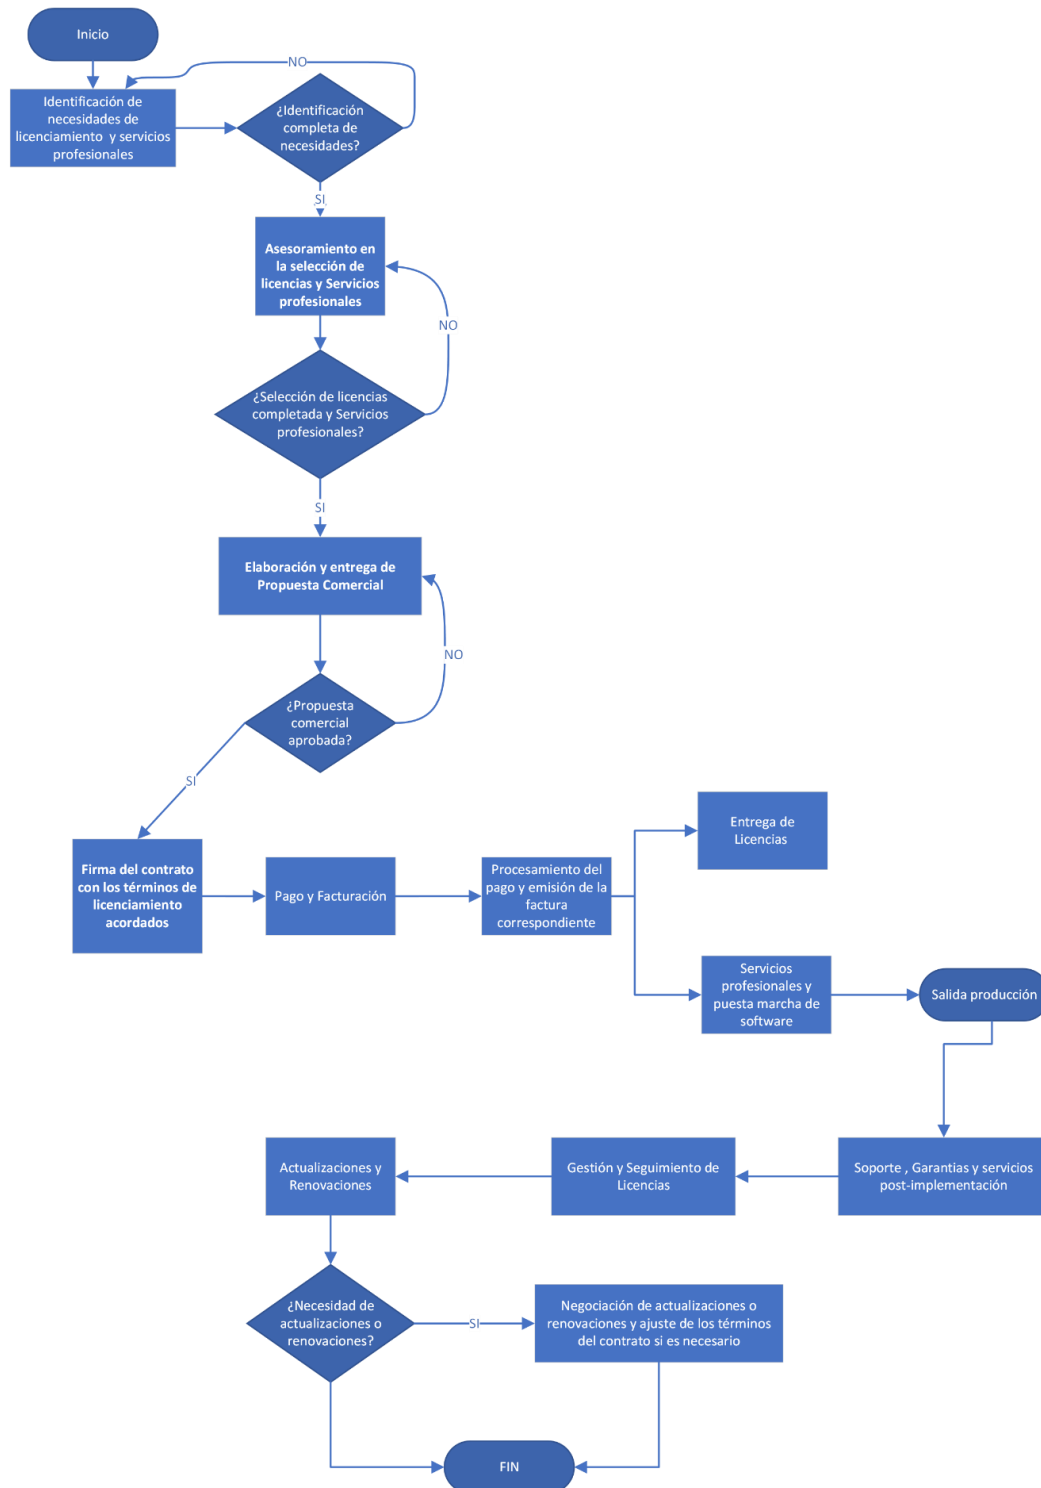 Inicio
NO
Identificación de
necesidades de
licenciamiento y servicios
profesionales
¿Identificación
completa de
necesidades?
SI
Asesoramiento en
la selección de
licencias y Servicios
profesionales
NO
¿Selección de licencias
completada y Servicios
profesionales?
SI
Elaboración y entrega de
Propuesta Comercial
NO
¿Propuesta
comercial
aprobada?
SI
Firma del contrato
con los términos de
licenciamiento
acordados
Pago y Facturación
Procesamiento del
pago y emisión de la
factura
correspondiente
Entrega de
Licencias
Servicios
profesionales y
puesta marcha de
software
Salida producción
Soporte , Garantias y servicios
post-implementación
Gestión y Seguimiento de
Licencias
Actualizaciones y
Renovaciones
¿Necesidad de
actualizaciones o
renovaciones?
SI
Negociación de actualizaciones o
renovaciones y ajuste de los términos
del contrato si es necesario
FIN